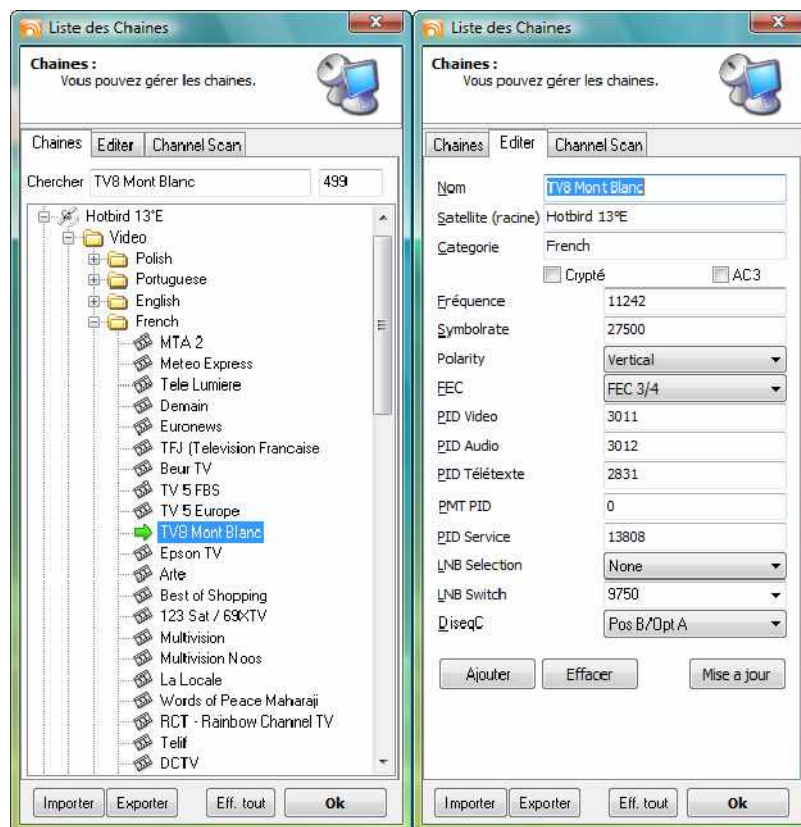 Liste des Chaines
Chaines :
Vous pouvez gérer les chaines.
Chaines Editer Channel Scan
Chercher TV8 Mont Blanc 499
Hotbird 13°E
Video
Polish
Portuguese
English
French
MTA 2
Meteo Express
Tele Lumiere
Demain
Euronews
TFJ (Television Francaise
Beur TV
TV 5 FBS
TV 5 Europe
TV8 Mont Blanc
Epson TV
Arte
Best of Shopping
123 Sat / 69XTV
Multivision
Multivision Noos
La Locale
Words of Peace Maharaji
RCT - Rainbow Channel TV
Telif
DCTV
Importer Exporter Eff. tout Ok
Liste des Chaines
Chaines :
Vous pouvez gérer les chaines.
Chaines Editer Channel Scan
Nom TV8 Mont Blanc
Satellite (racine) Hotbird 13°E
Categorie French
Crypté AC3
Fréquence 11242
Symbolrate 27500
Polarity Vertical
FEC FEC 3/4
PID Video 3011
PID Audio 3012
PID Télétexte 2831
PMT PID 0
PID Service 13808
LNB Selection None
LNB Switch 9750
DiseqC Pos B/Opt A
Ajouter Effacer Mise a jour
Importer Exporter Eff. tout Ok